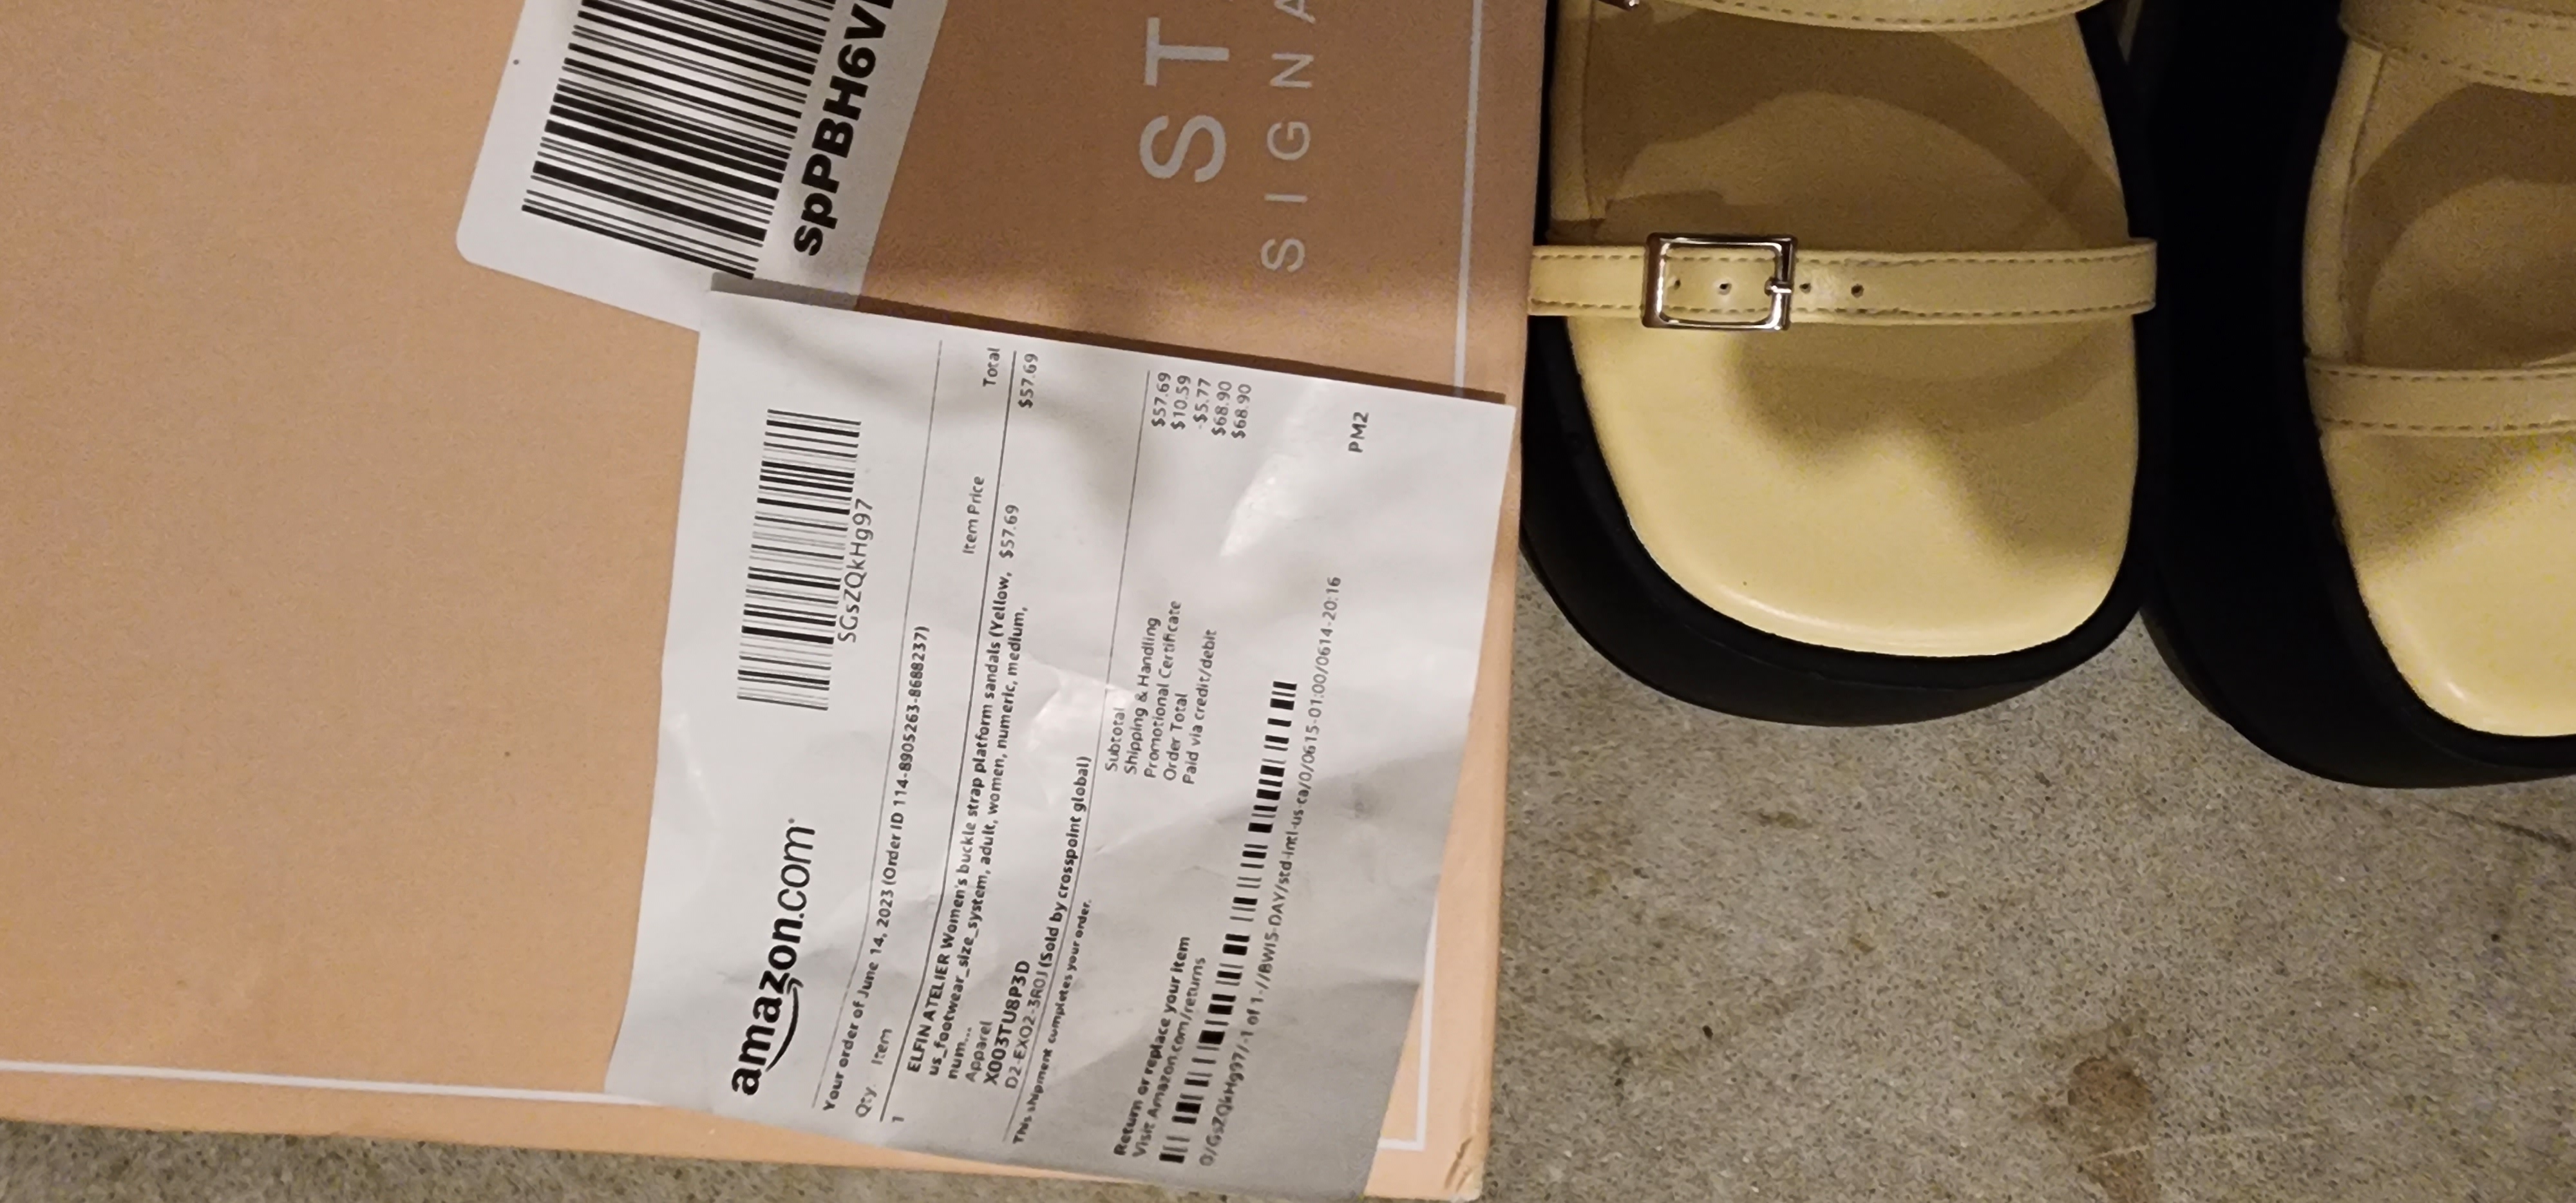 spPBH6V
ST
SIGNA
amazon.com
SGsZQkHg97
Your order of June 14, 2023 (Order ID 114-8905263-8688237)
Qty. Item Item Price Total
1 ELFIN ATELIER Women's buckle strap platform sandals (Yellow, $57.69 $57.69
us_footwear_size_system, adult, women, numeric, medium,
num...
Apparel
X003TU8P3D
D2-EXO2-3R0J (Sold by crosspoint global)
This shipment completes your order.
Subtotal $57.69
Shipping & Handling $10.59
Promotional Certificate -$5.77
Order Total $68.90
Paid via credit/debit $68.90
Return or replace your item
Visit Amazon.com/returns
0/GsZQkHg97/-1 of 1-//BWI5-DAY/std-intl-us-ca/0/0615-01:00/0614-20:16
PM2